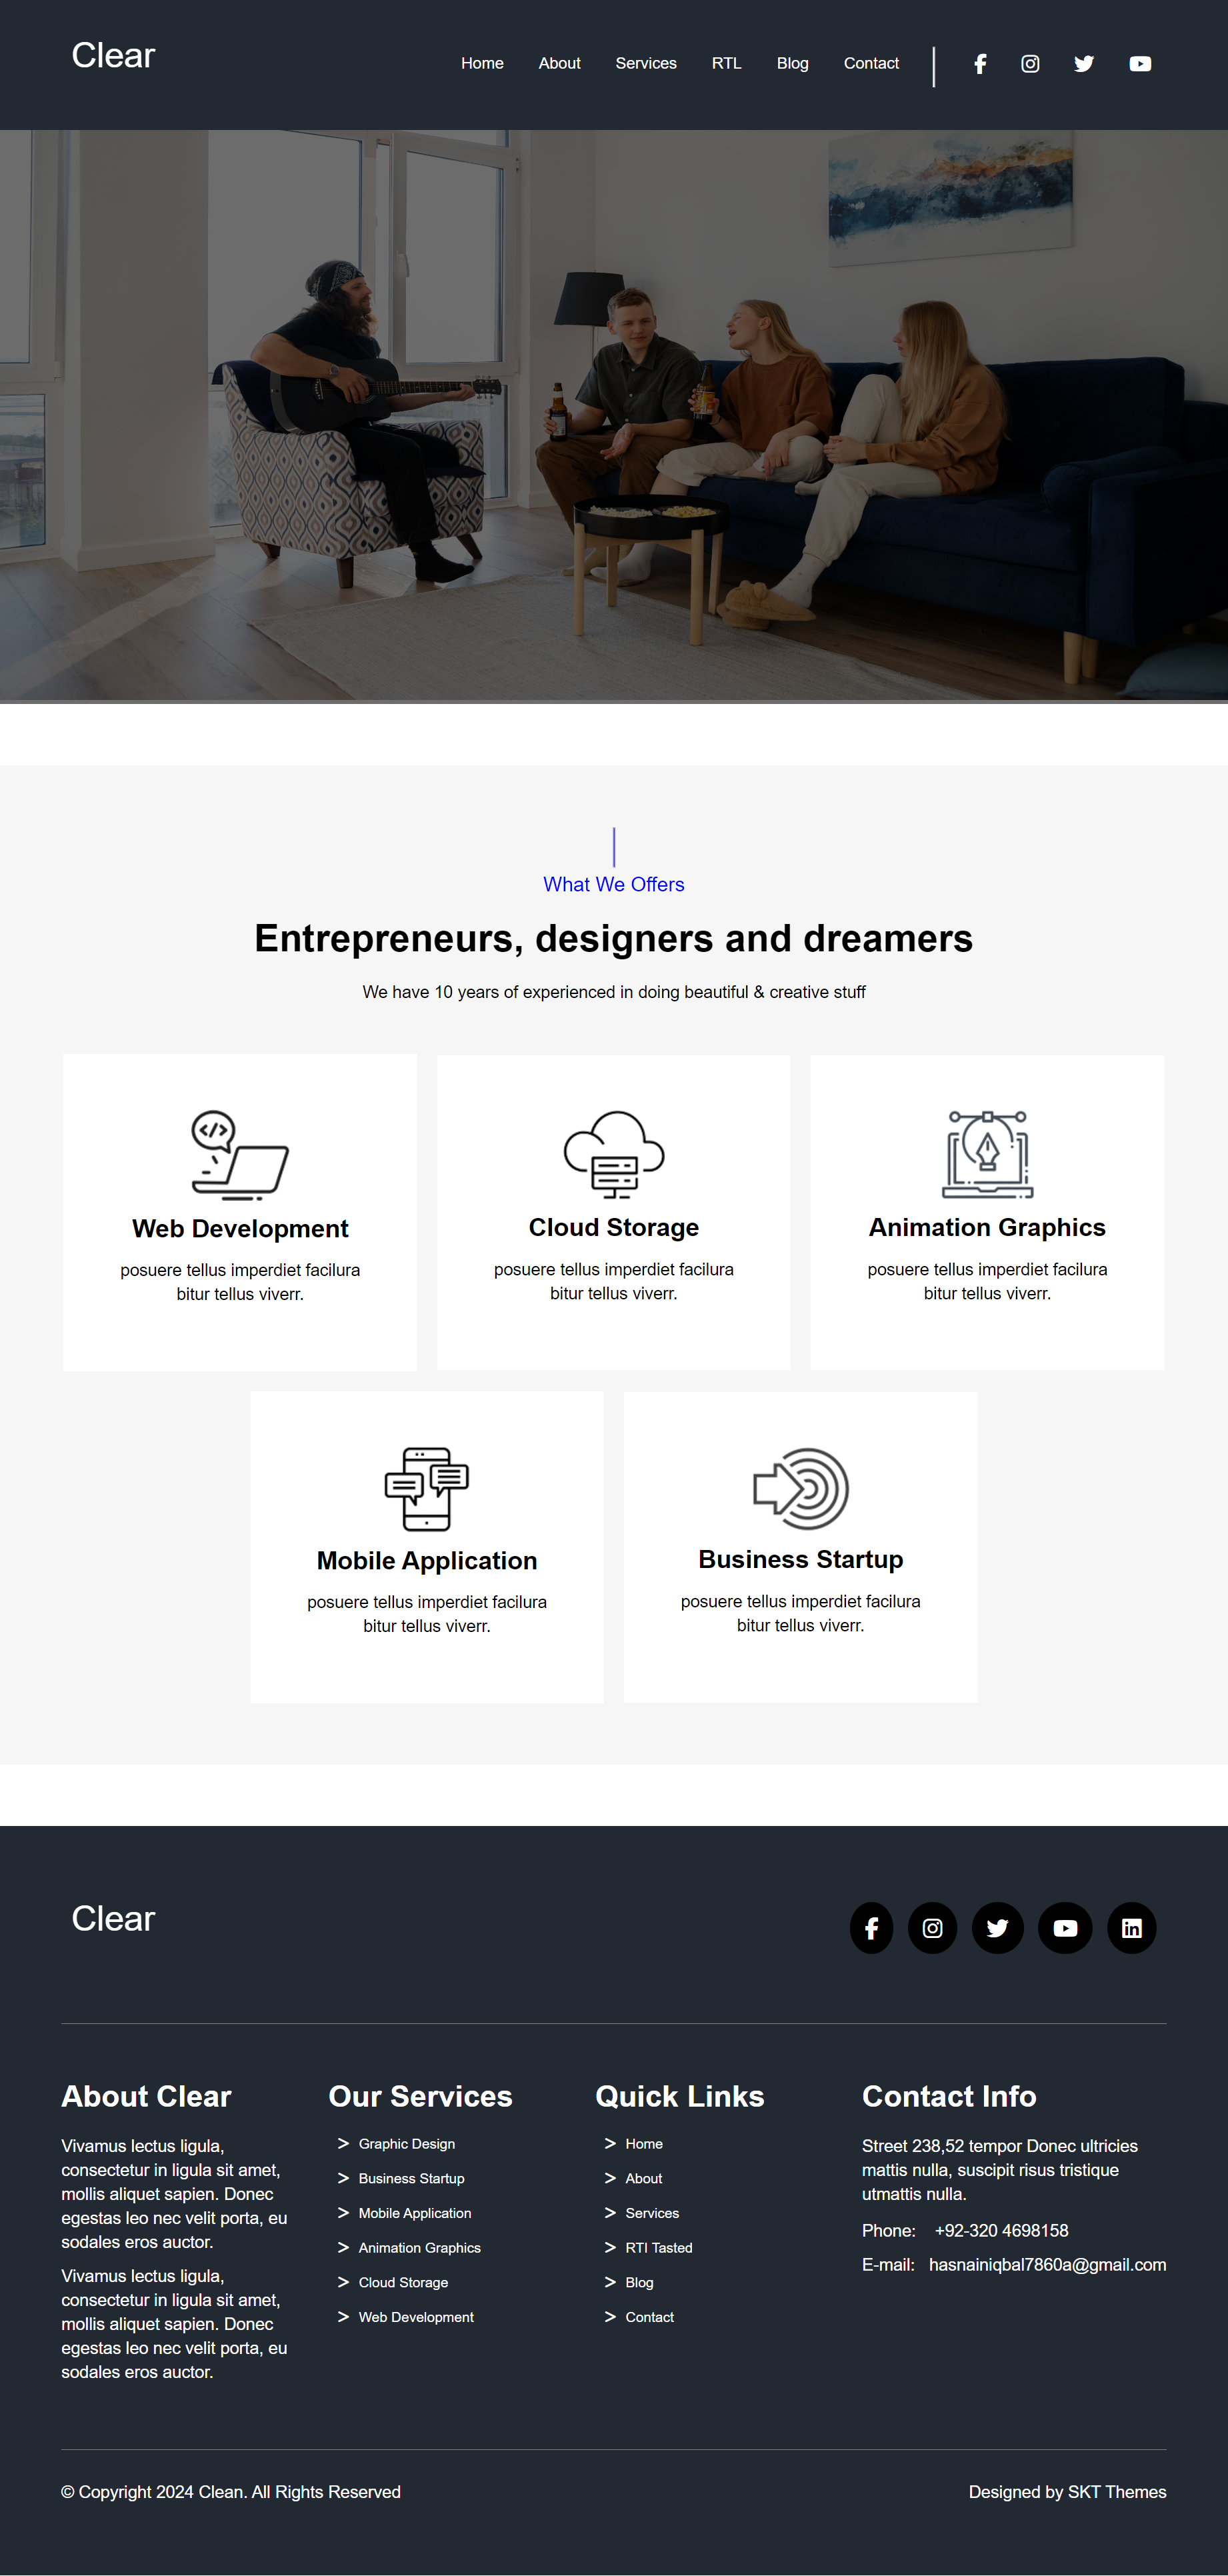 Clear
Home About Services RTL Blog Contact
What We Offers
Entrepreneurs, designers and dreamers
We have 10 years of experienced in doing beautiful & creative stuff
Web Development
posuere tellus imperdiet facilura
bitur tellus viverr.
Cloud Storage
posuere tellus imperdiet facilura
bitur tellus viverr.
Animation Graphics
posuere tellus imperdiet facilura
bitur tellus viverr.
Mobile Application
posuere tellus imperdiet facilura
bitur tellus viverr.
Business Startup
posuere tellus imperdiet facilura
bitur tellus viverr.
Clear
About Clear
Vivamus lectus ligula,
consectetur in ligula sit amet,
mollis aliquet sapien. Donec
egestas leo nec velit porta, eu
sodales eros auctor.
Vivamus lectus ligula,
consectetur in ligula sit amet,
mollis aliquet sapien. Donec
egestas leo nec velit porta, eu
sodales eros auctor.
Our Services
> Graphic Design
> Business Startup
> Mobile Application
> Animation Graphics
> Cloud Storage
> Web Development
Quick Links
> Home
> About
> Services
> RTI Tasted
> Blog
> Contact
Contact Info
Street 238,52 tempor Donec ultricies
mattis nulla, suscipit risus tristique
utmattis nulla.
Phone: +92-320 4698158
E-mail: hasnainiqbal7860a@gmail.com
© Copyright 2024 Clean. All Rights Reserved
Designed by SKT Themes